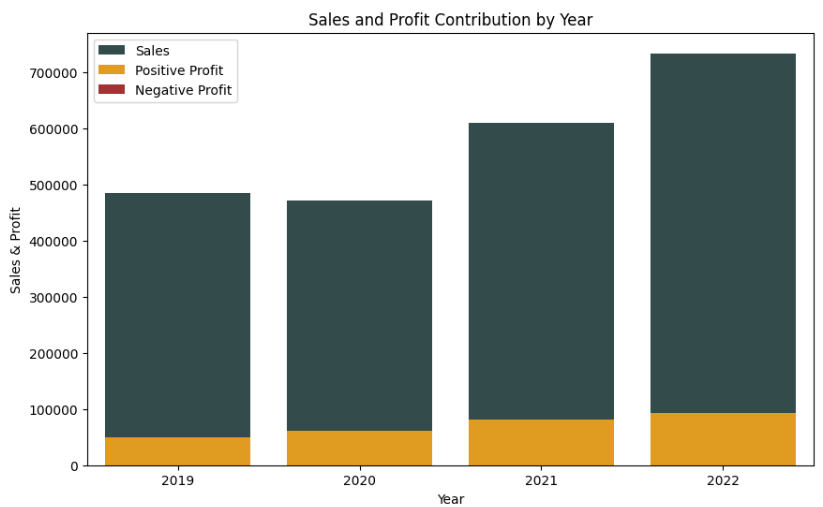 Sales and Profit Contribution by Year
Sales
Positive Profit
Negative Profit
Sales & Profit
700000
600000
500000
400000
300000
200000
100000
0
2019 2020 2021 2022
Year